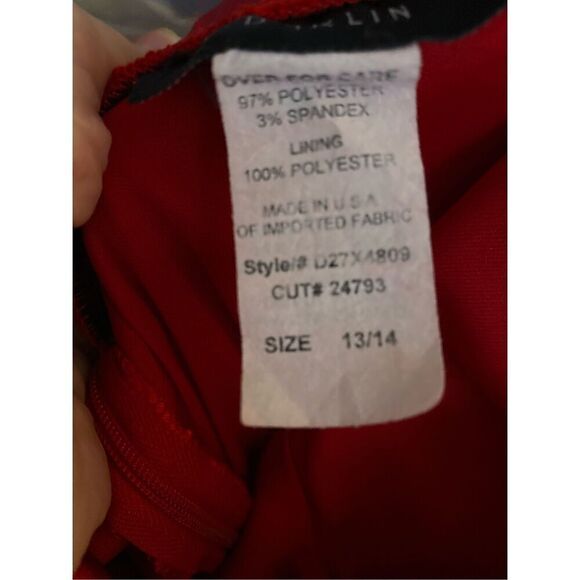 OVER FOR CARE
97% POLYESTER
3% SPANDEX
LINING
100% POLYESTER
MADE IN U.S.A
OF IMPORTED FABRIC
Style/# D27X4809
CUT# 24793
SIZE 13/14